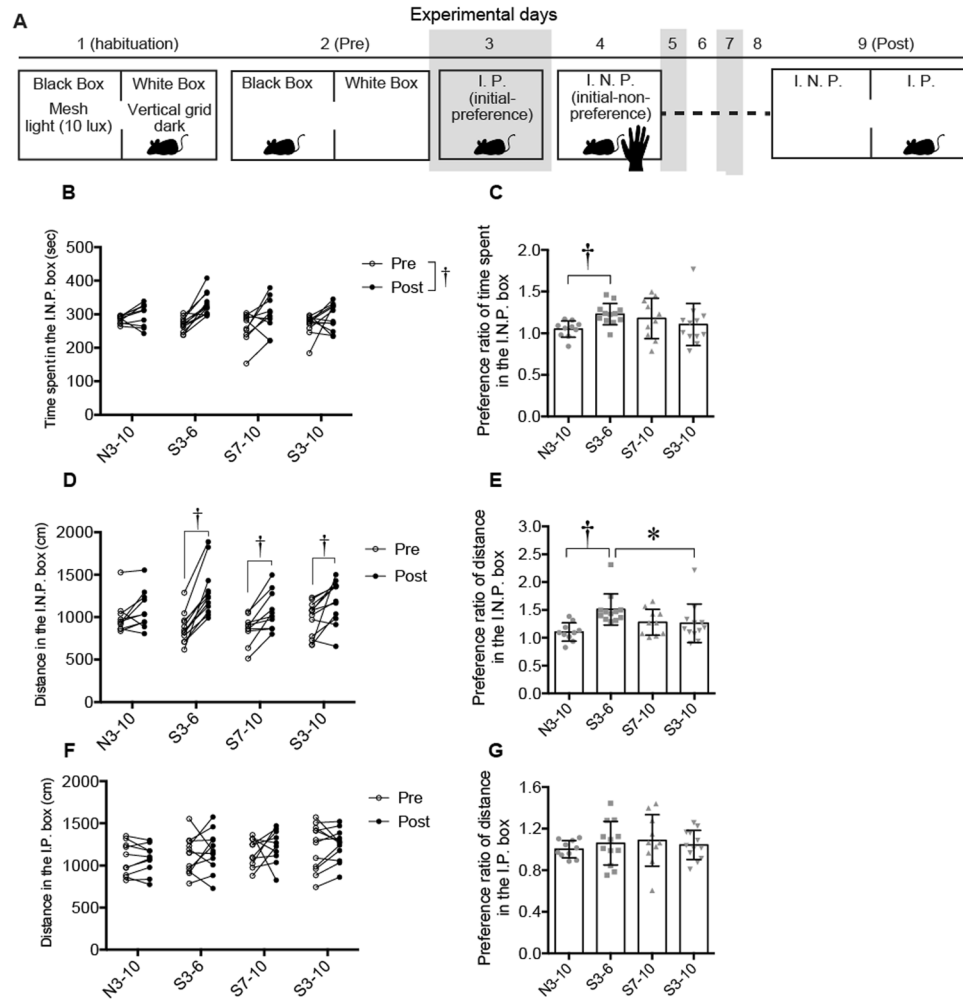 A
Experimental days
1 (habituation) 2 (Pre) 3 4 5 6 7 8 9 (Post)
Black Box White Box Black Box White Box I. P. I. N. P. I. N. P. I. P.
(initial-preference)
(initial-non-preference)
Mesh
light (10 lux)
Vertical grid
dark
B
Time spent in the I.N.P. box (sec)
500
400
300
200
100
0
N3-10 S3-6 S7-10 S3-10
Pre
Post
†
C
Preference ratio of time spent
in the I.N.P. box
2.0
1.5
1.0
0.5
0.0
†
N3-10 S3-6 S7-10 S3-10
D
Distance in the I.N.P. box (cm)
2000
1500
1000
500
0
† † †
N3-10 S3-6 S7-10 S3-10
Pre
Post
E
Preference ratio of distance
in the I.N.P. box
3.0
2.5
2.0
1.5
1.0
0.5
0.0
† *
N3-10 S3-6 S7-10 S3-10
F
Distance in the I.P. box (cm)
2000
1500
1000
500
0
N3-10 S3-6 S7-10 S3-10
Pre
Post
G
Preference ratio of distance
in the I.P. box
1.6
1.2
0.8
0.4
0.0
N3-10 S3-6 S7-10 S3-10